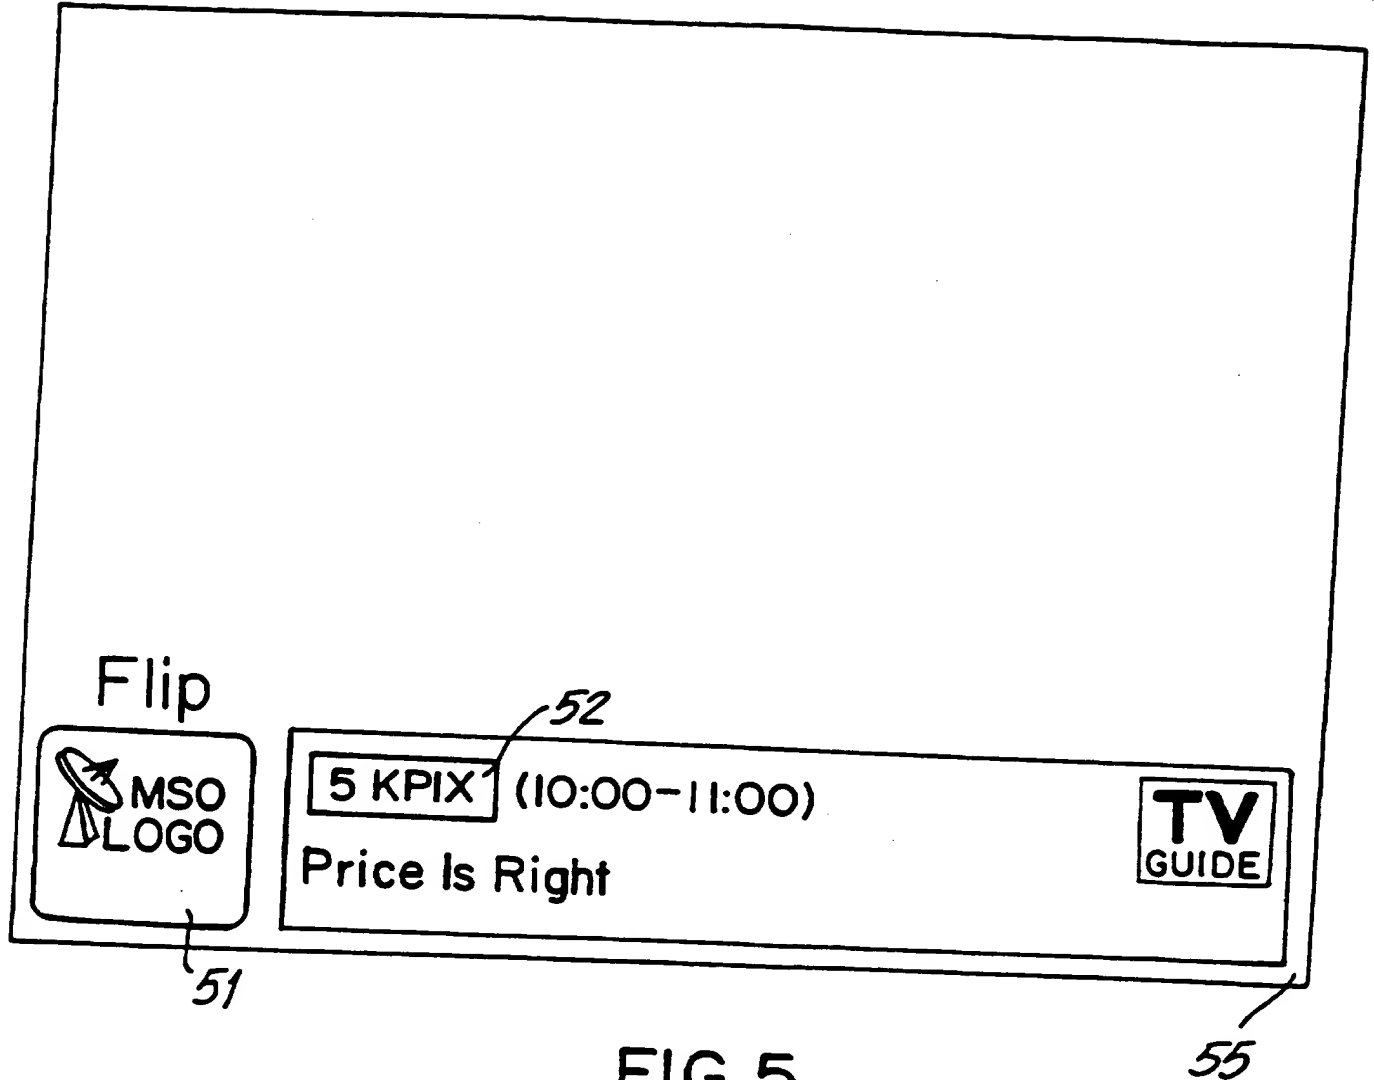 Flip
52
5 KPIX (10:00-11:00)
TV
GUIDE
MSO
LOGO
Price Is Right
51
55
FIG.5